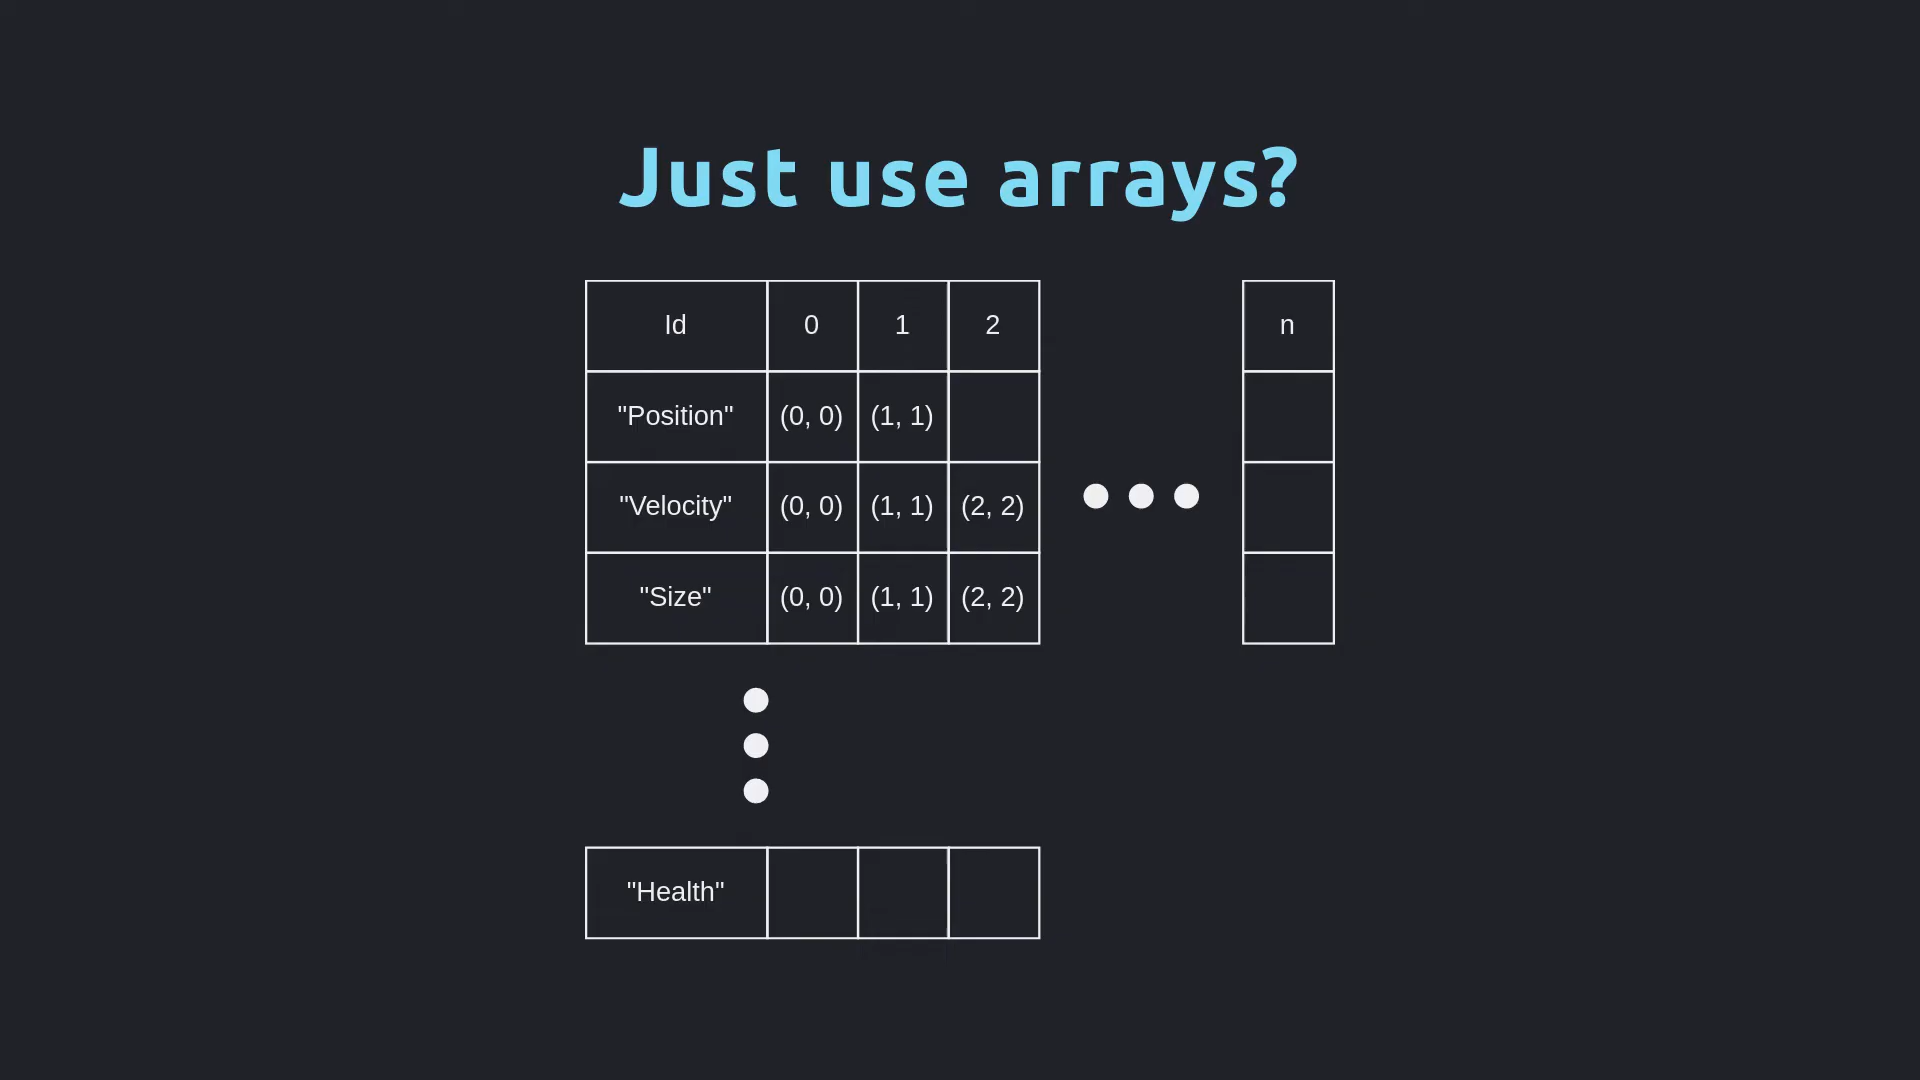 Just use arrays?
Id 0 1 2 n
"Position" (0, 0) (1, 1)
"Velocity" (0, 0) (1, 1) (2, 2)
"Size" (0, 0) (1, 1) (2, 2)
"Health"